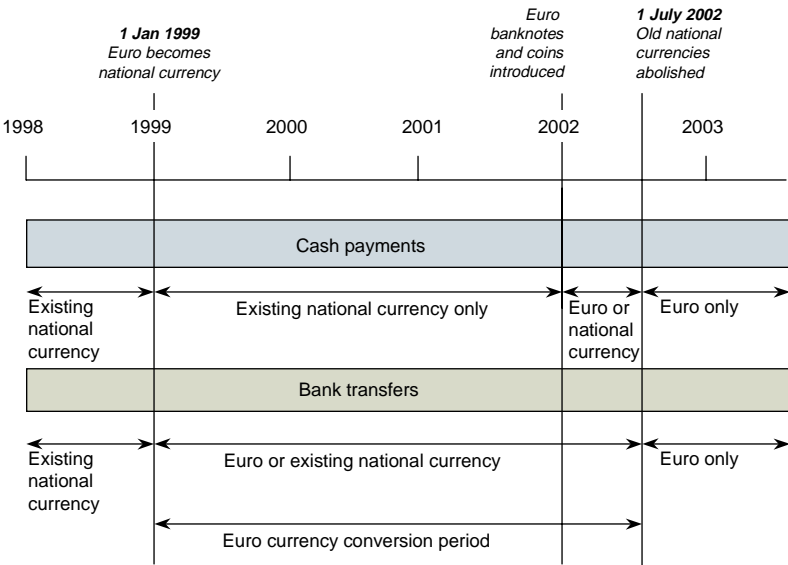 1 Jan 1999
Euro becomes
national currency
Euro
banknotes
and coins
introduced
1 July 2002
Old national
currencies
abolished
1998 1999 2000 2001 2002 2003
Cash payments
Existing
national
currency
Existing national currency only
Euro or
national
currency
Euro only
Bank transfers
Existing
national
currency
Euro or existing national currency
Euro only
Euro currency conversion period